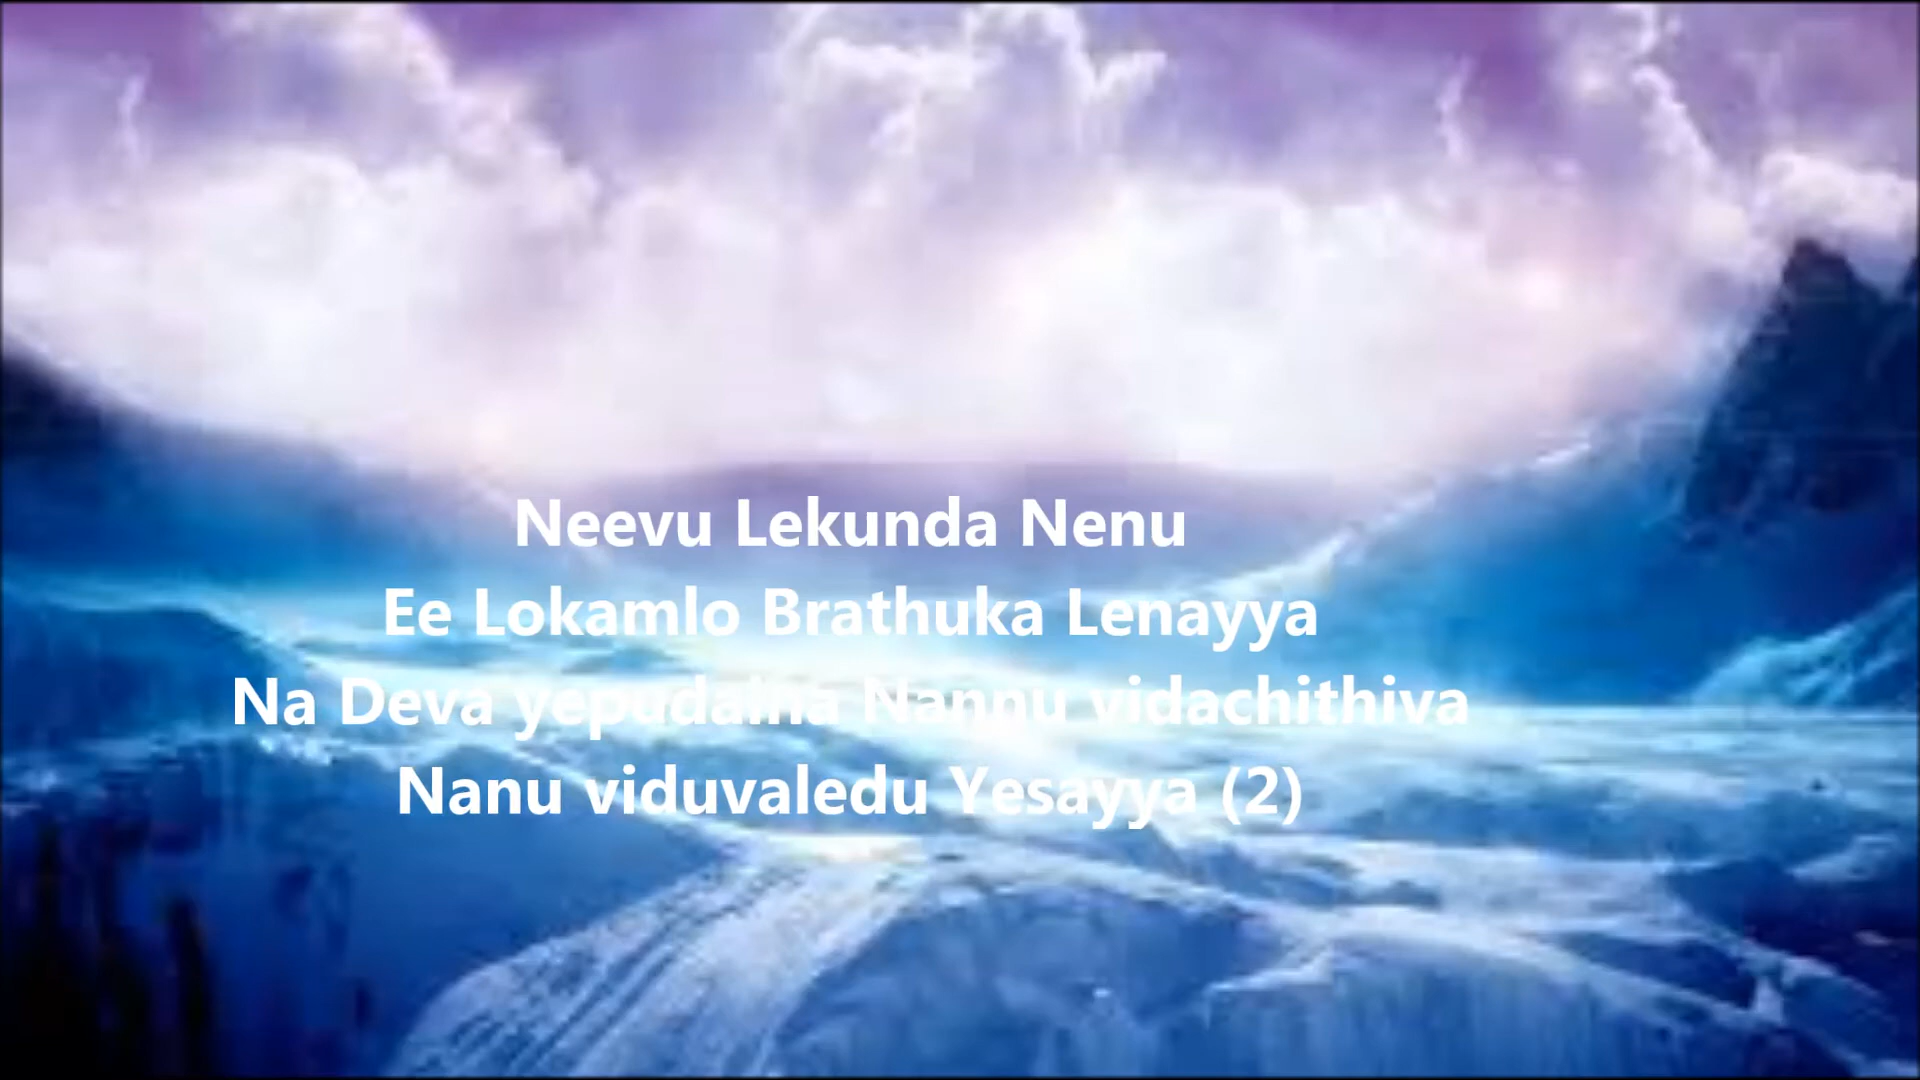 Neevu Lekunda Nenu
Ee Lokamlo Brathuka Lenayya
Na Deva yepudaina Nannu vidachithiva
Nanu viduvaledu Yesayya (2)